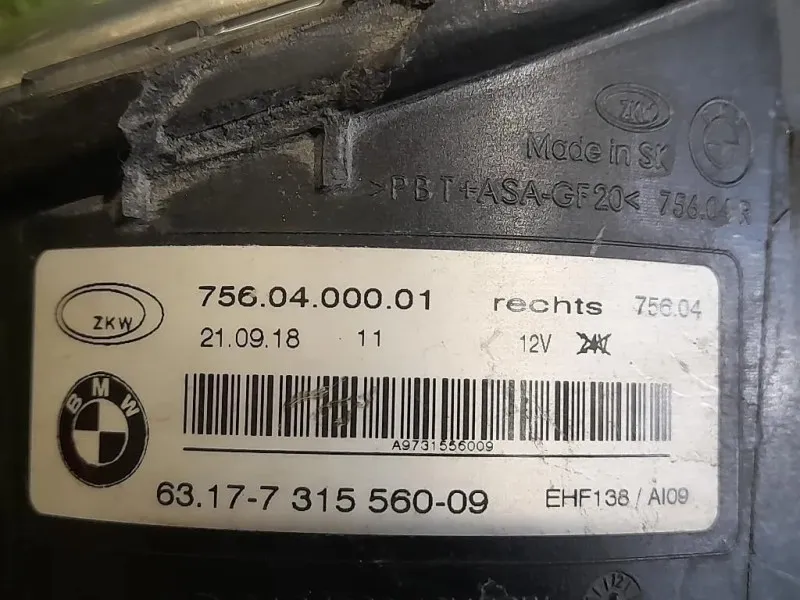 ZKW
Made in SK
>PBT+ASA-GF20< 756.04 R
756.04.000.01 rechts 756.04
ZKW
21.09.18 11 12V
BMW
A9731556009
63.17-7 315 560-09 EHF138 / AI09